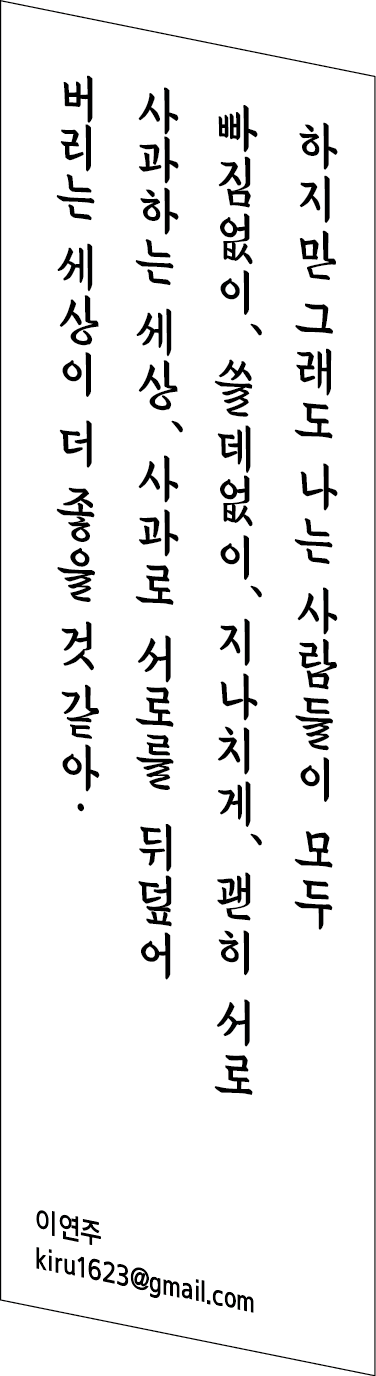 하지만 그래도 나는 사람들이 모두
빠짐없이、 쓸데없이、 지나치게、 괜히 서로
사과하는 세상、 사과로 서로를 뒤덮어
버리는 세상이 더 좋을 것 같아.
이연주
kiru1623@gmail.com